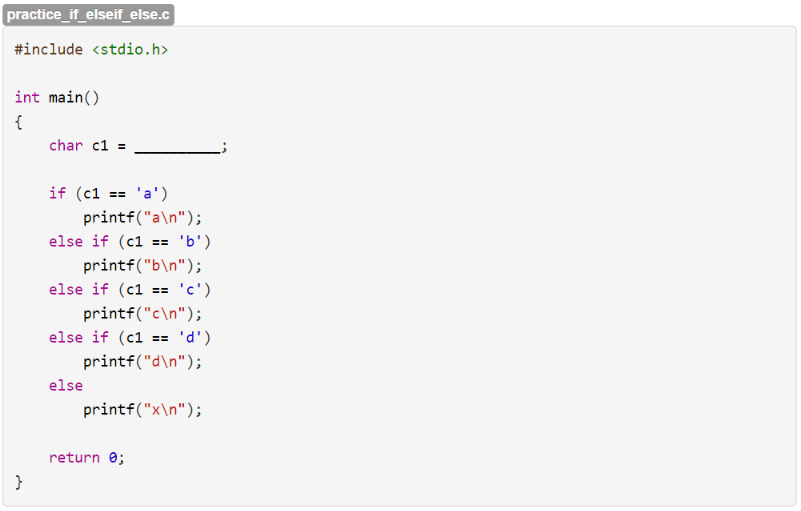 practice_if_elseif_else.c
#include <stdio.h>
int main()
{
    char c1 = __________;
    if (c1 == 'a')
        printf("a\n");
    else if (c1 == 'b')
        printf("b\n");
    else if (c1 == 'c')
        printf("c\n");
    else if (c1 == 'd')
        printf("d\n");
    else
        printf("x\n");
    return 0;
}